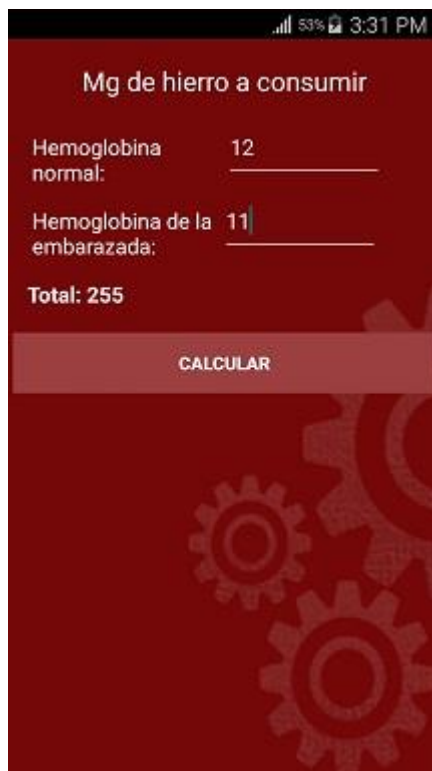 53% 3:31 PM
Mg de hierro a consumir
Hemoglobina 12
normal:
Hemoglobina de la 11
embarazada:
Total: 255
CALCULAR